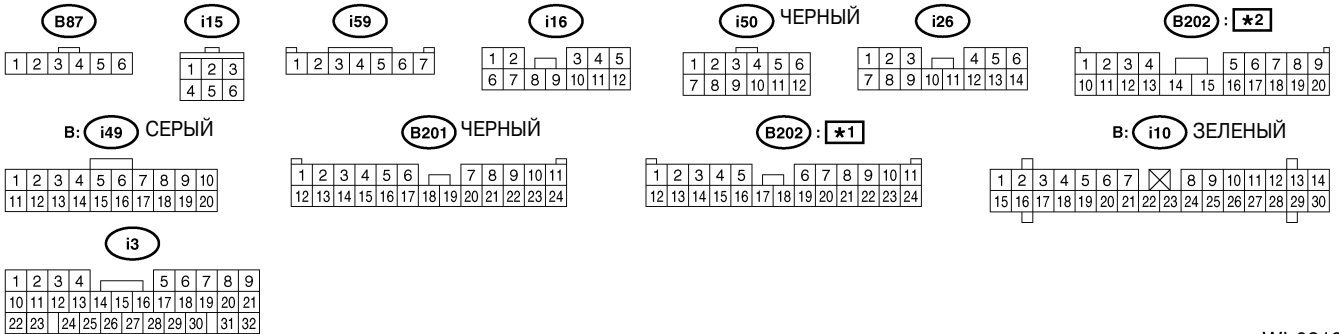 B87 i15 i59 i16 i50 ЧЕРНЫЙ i26 B202 : *2
1 2 3 4 5 6
1 2 3
4 5 6
1 2 3 4 5 6 7
1 2 3 4 5
6 7 8 9 10 11 12
1 2 3 4 5 6
7 8 9 10 11 12
1 2 3 4 5 6
7 8 9 10 11 12 13 14
1 2 3 4 5 6 7 8 9
10 11 12 13 14 15 16 17 18 19 20
B: i49 СЕРЫЙ B201 ЧЕРНЫЙ B202 : *1 B: i10 ЗЕЛЕНЫЙ
1 2 3 4 5 6 7 8 9 10
11 12 13 14 15 16 17 18 19 20
1 2 3 4 5 6 7 8 9 10 11
12 13 14 15 16 17 18 19 20 21 22 23 24
1 2 3 4 5 6 7 8 9 10 11
12 13 14 15 16 17 18 19 20 21 22 23 24
1 2 3 4 5 6 7 8 9 10 11 12 13 14
15 16 17 18 19 20 21 22 23 24 25 26 27 28 29 30
i3
1 2 3 4 5 6 7 8 9
10 11 12 13 14 15 16 17 18 19 20 21
22 23 24 25 26 27 28 29 30 31 32